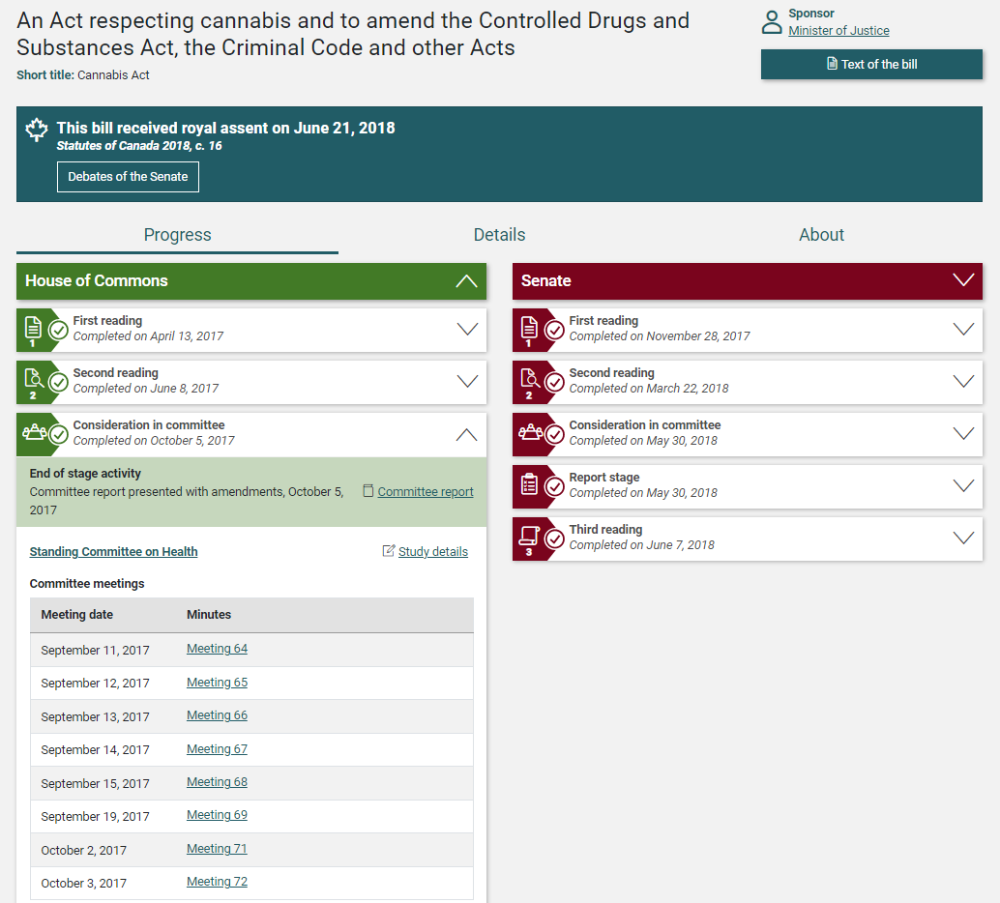 An Act respecting cannabis and to amend the Controlled Drugs and
Substances Act, the Criminal Code and other Acts
Short title: Cannabis Act
Sponsor
Minister of Justice
Text of the bill
This bill received royal assent on June 21, 2018
Statutes of Canada 2018, c. 16
Debates of the Senate
Progress
Details
About
House of Commons
1
First reading
Completed on April 13, 2017
2
Second reading
Completed on June 8, 2017
Consideration in committee
Completed on October 5, 2017
End of stage activity
Committee report presented with amendments, October 5,
2017
Committee report
Standing Committee on Health
Study details
Committee meetings
Meeting date Minutes
September 11, 2017 Meeting 64
September 12, 2017 Meeting 65
September 13, 2017 Meeting 66
September 14, 2017 Meeting 67
September 15, 2017 Meeting 68
September 19, 2017 Meeting 69
October 2, 2017 Meeting 71
October 3, 2017 Meeting 72
Senate
1
First reading
Completed on November 28, 2017
2
Second reading
Completed on March 22, 2018
Consideration in committee
Completed on May 30, 2018
Report stage
Completed on May 30, 2018
3
Third reading
Completed on June 7, 2018